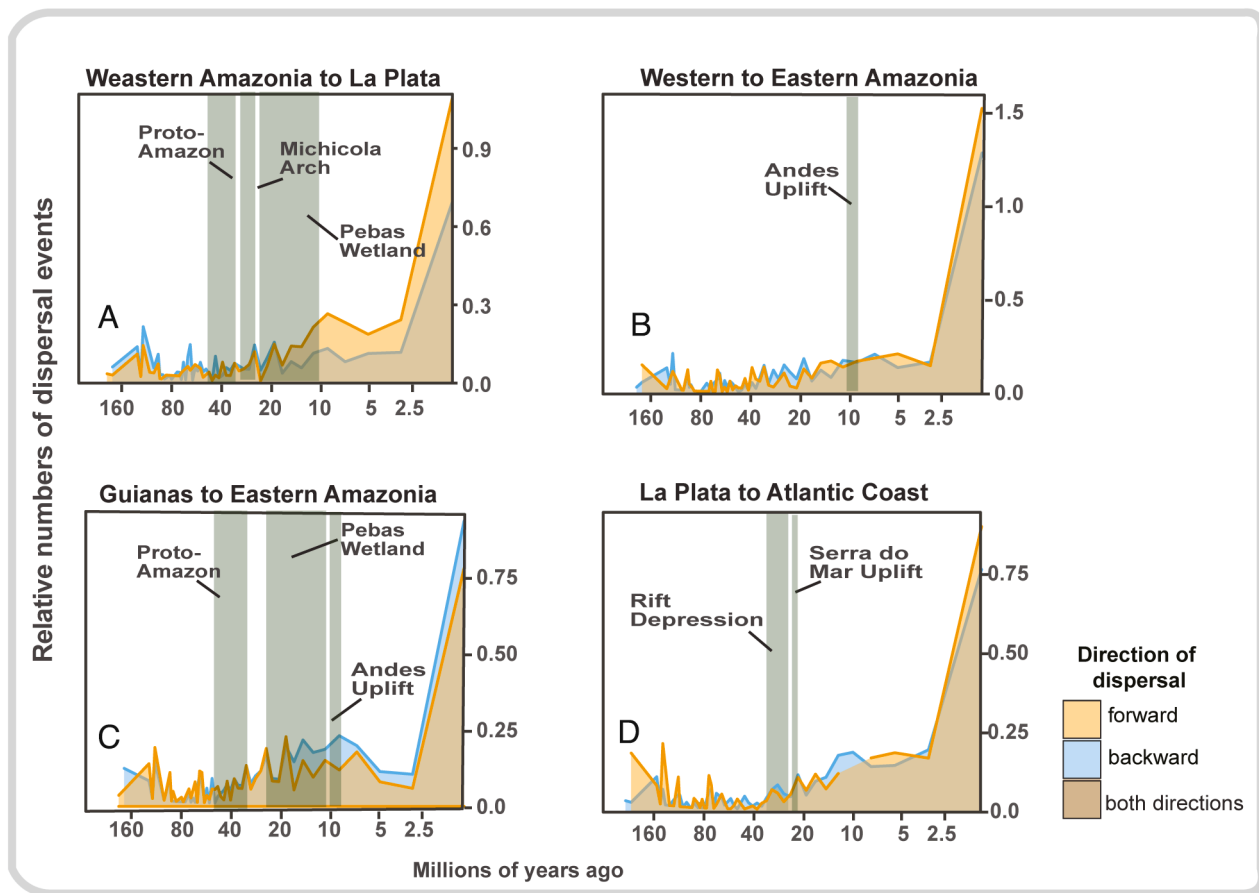 Weastern Amazonia to La Plata
Proto-
Amazon
Michicola
Arch
Pebas
Wetland
A
0.9
0.6
0.3
0.0
160 80 40 20 10 5 2.5
Western to Eastern Amazonia
Andes
Uplift
B
1.5
1.0
0.5
0.0
160 80 40 20 10 5 2.5
Relative numbers of dispersal events
Guianas to Eastern Amazonia
Proto-
Amazon
Pebas
Wetland
Andes
Uplift
C
0.75
0.50
0.25
0.0
160 80 40 20 10 5 2.5
La Plata to Atlantic Coast
Rift
Depression
Serra do
Mar Uplift
D
0.75
0.50
0.25
0.0
160 80 40 20 10 5 2.5
Millions of years ago
Direction of
dispersal
forward
backward
both directions